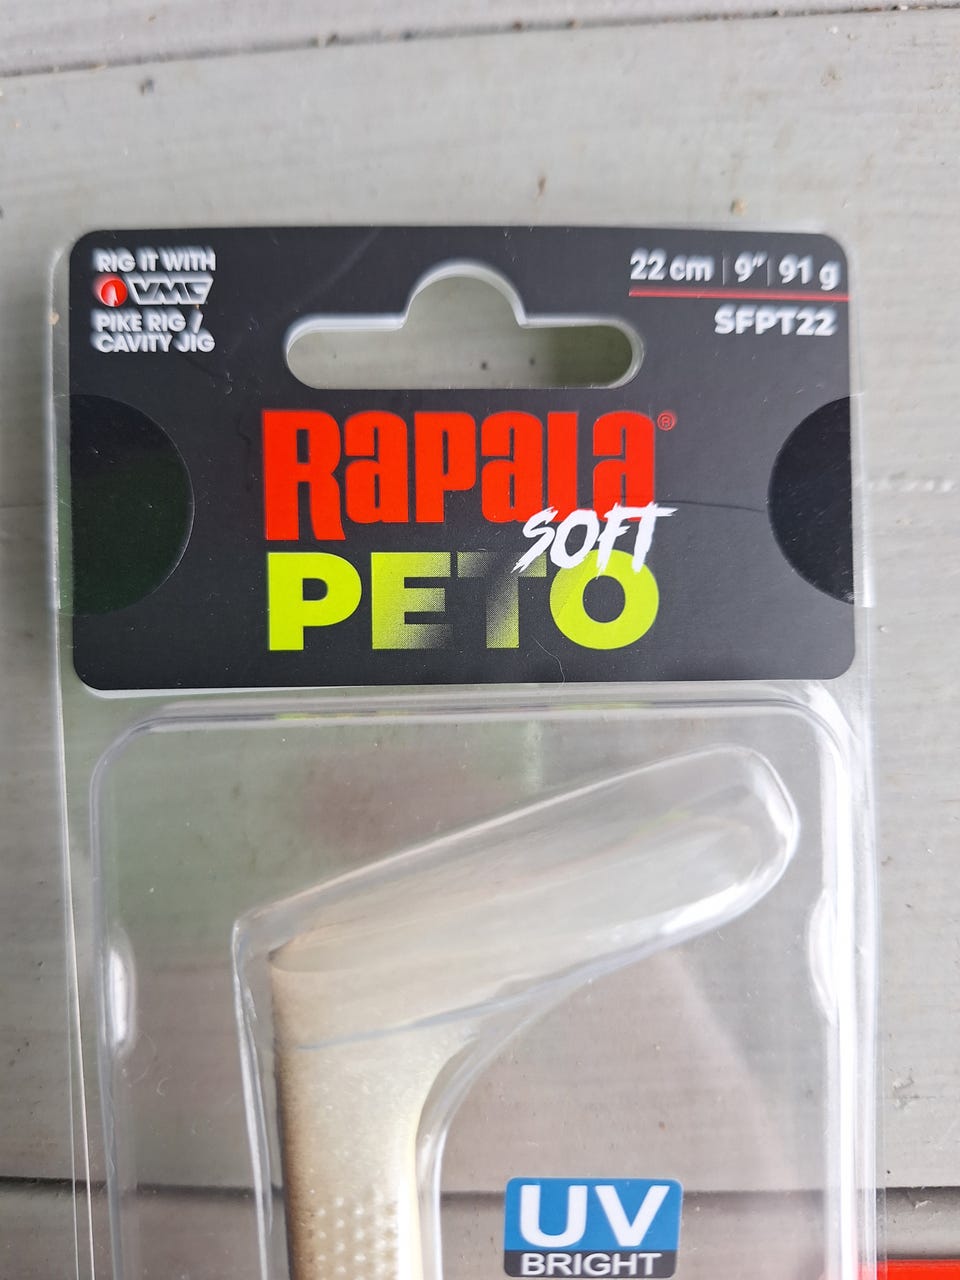 RIG IT WITH
VMC
PIKE RIG /
CAVITY JIG
22 cm | 9" | 91 g
SFPT22
RAPALA®
SOFT
PETO
UV
BRIGHT